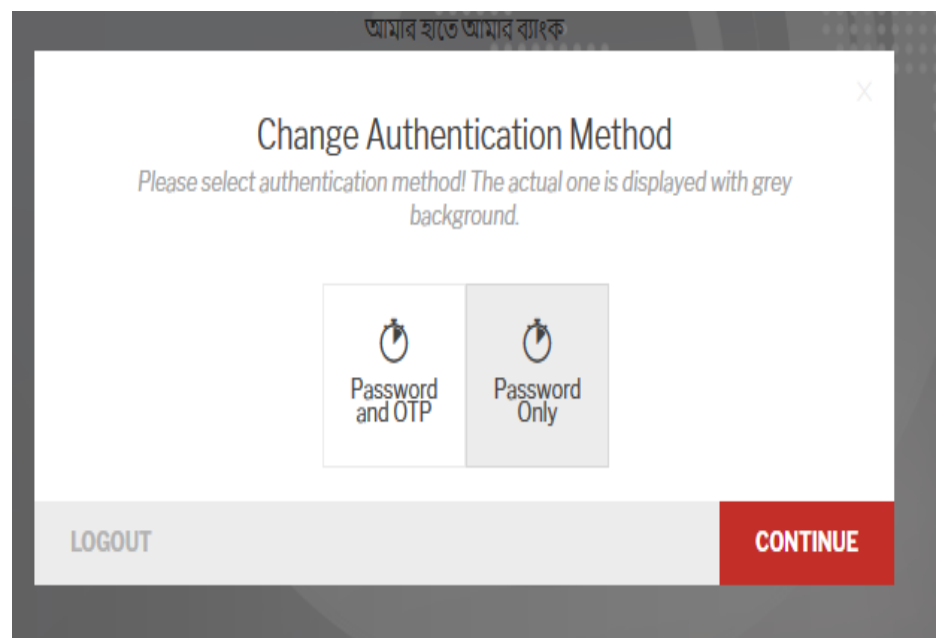 আমার হাতে আমার ব্যাংক
X
Change Authentication Method
Please select authentication method! The actual one is displayed with grey
background.
Password
and OTP
Password
Only
LOGOUT
CONTINUE